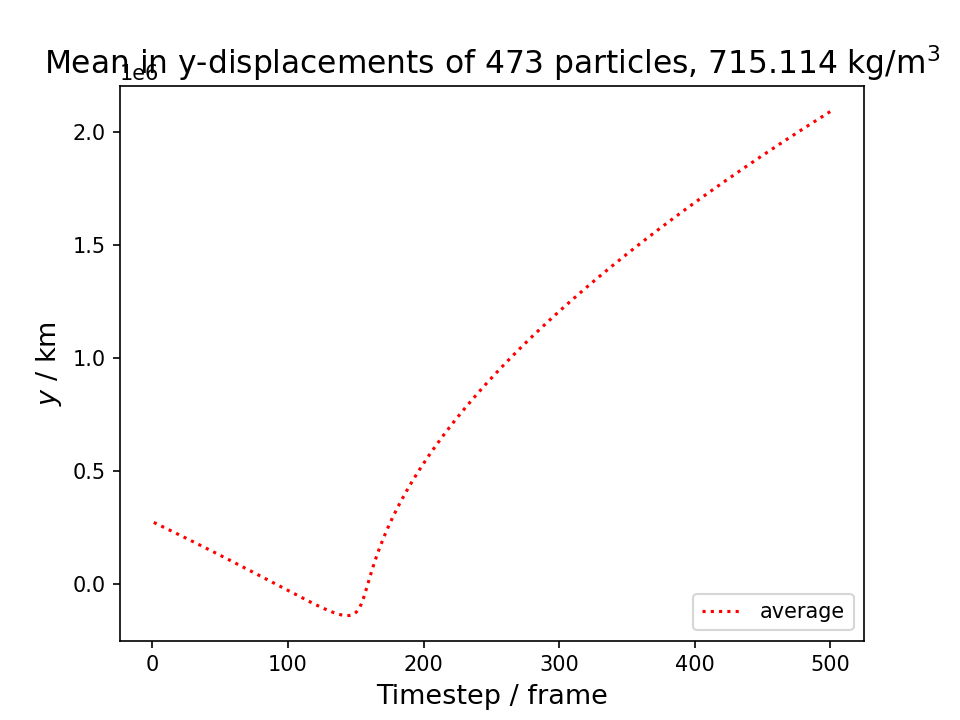 Mean in y-displacements of 473 particles, 715.114 kg/m³
1e6
2.0
1.5
1.0
0.5
0.0
y / km
0 100 200 300 400 500
Timestep / frame
average